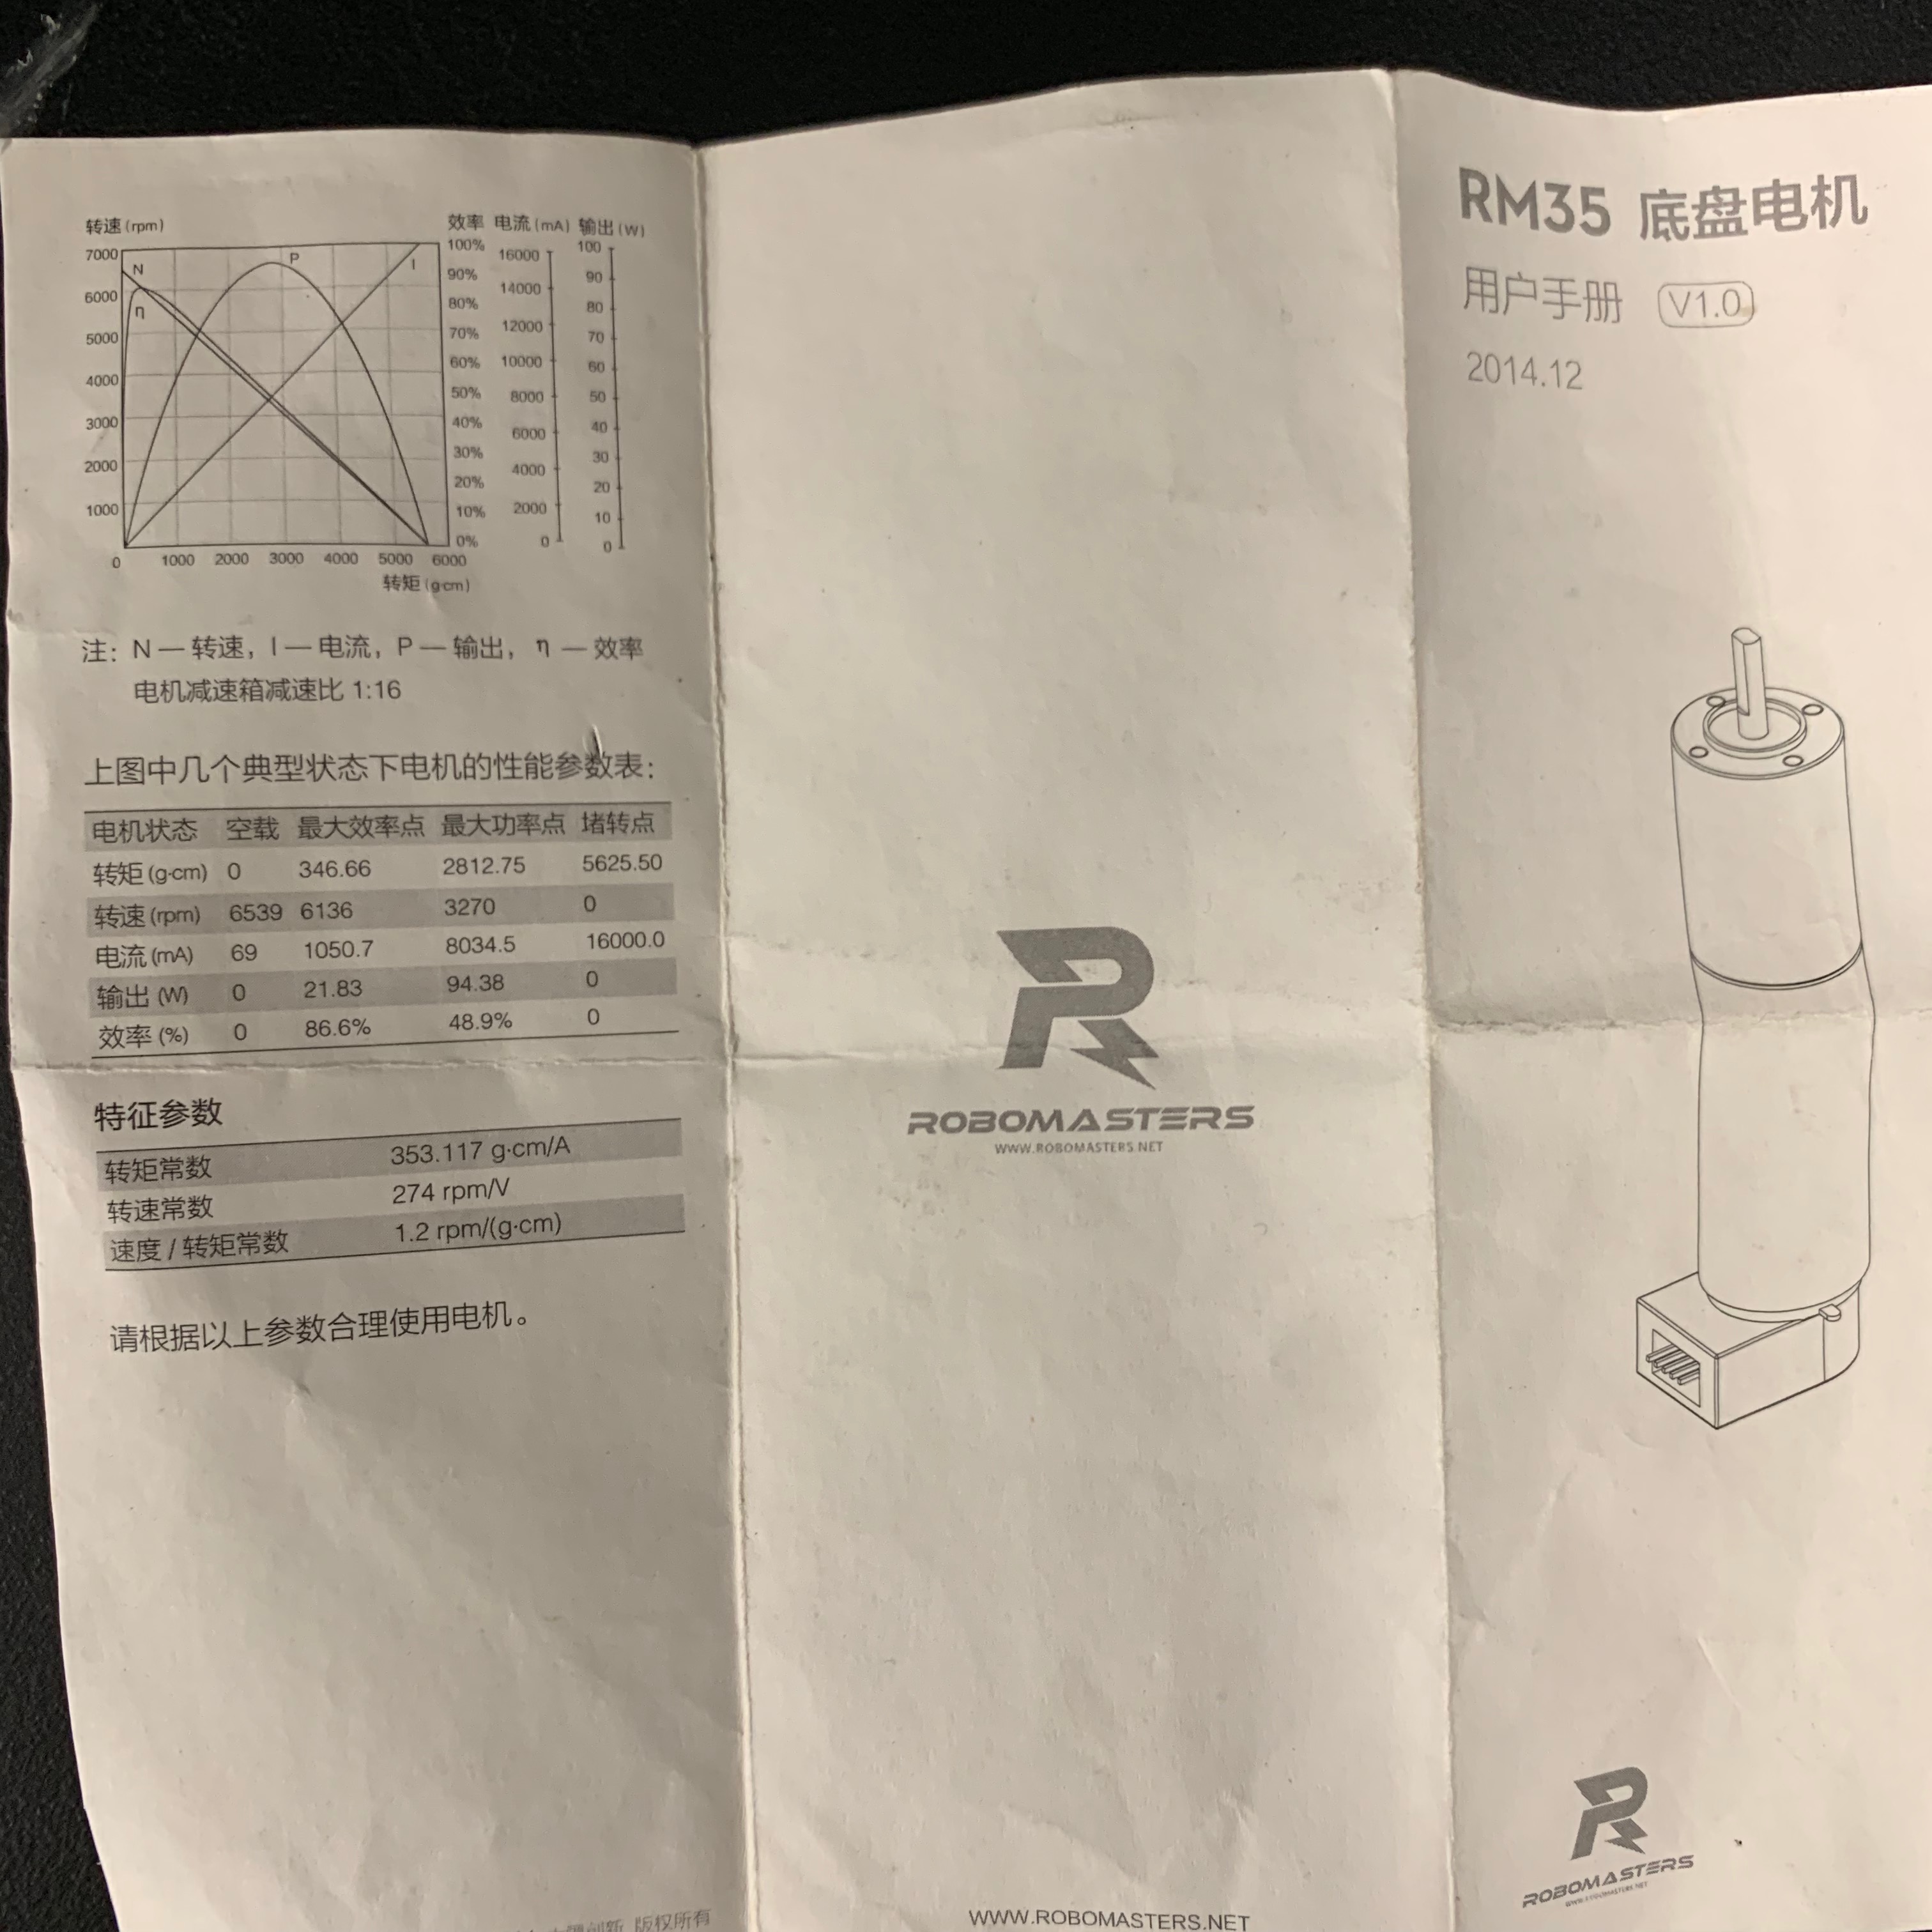 转速 (rpm)
效率 电流 (mA) 输出 (W)
7000
6000
5000
4000
3000
2000
1000
0
N
η
P
I
100%
90%
80%
70%
60%
50%
40%
30%
20%
10%
0%
16000
14000
12000
10000
8000
6000
4000
2000
0
100
90
80
70
60
50
40
30
20
10
0
1000 2000 3000 4000 5000 6000
转矩 (g·cm)
注: N — 转速, I — 电流, P — 输出, η — 效率
电机减速箱减速比 1:16
上图中几个典型状态下电机的性能参数表:
电机状态 空载 最大效率点 最大功率点 堵转点
转矩 (g·cm) 0 346.66 2812.75 5625.50
转速 (rpm) 6539 6136 3270 0
电流 (mA) 69 1050.7 8034.5 16000.0
输出 (W) 0 21.83 94.38 0
效率 (%) 0 86.6% 48.9% 0
特征参数
转矩常数 353.117 g·cm/A
转速常数 274 rpm/V
速度 / 转矩常数 1.2 rpm/(g·cm)
请根据以上参数合理使用电机。
创新 版权所有
ROBOMASTERS
WWW.ROBOMASTERS.NET
WWW.ROBOMASTERS.NET
RM35 底盘电机
用户手册 V1.0
2014.12
ROBOMASTERS
WWW.ROBOMASTERS.NET